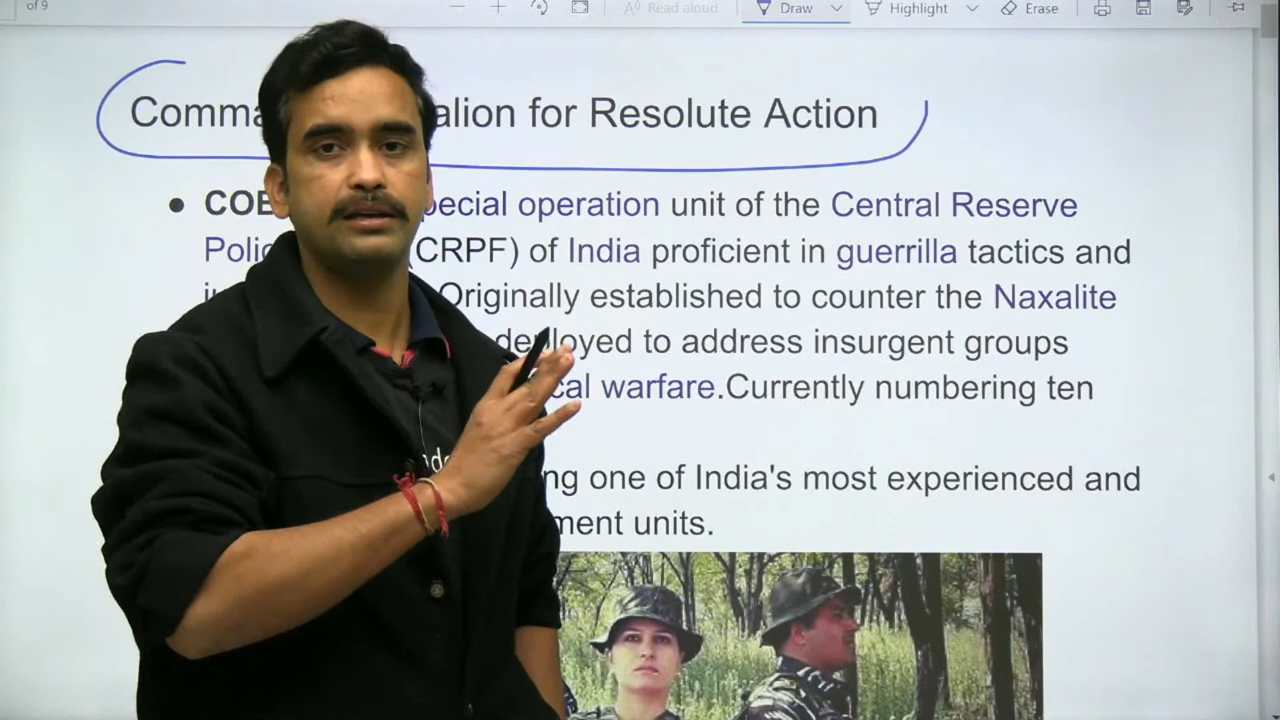 of 9
Read aloud
Draw
Highlight
Erase
Comma alion for Resolute Action
COB pecial operation unit of the Central Reserve
Polic (CRPF) of India proficient in guerrilla tactics and
Originally established to counter the Naxalite
deployed to address insurgent groups
cal warfare.Currently numbering ten
ng one of India's most experienced and
ment units.